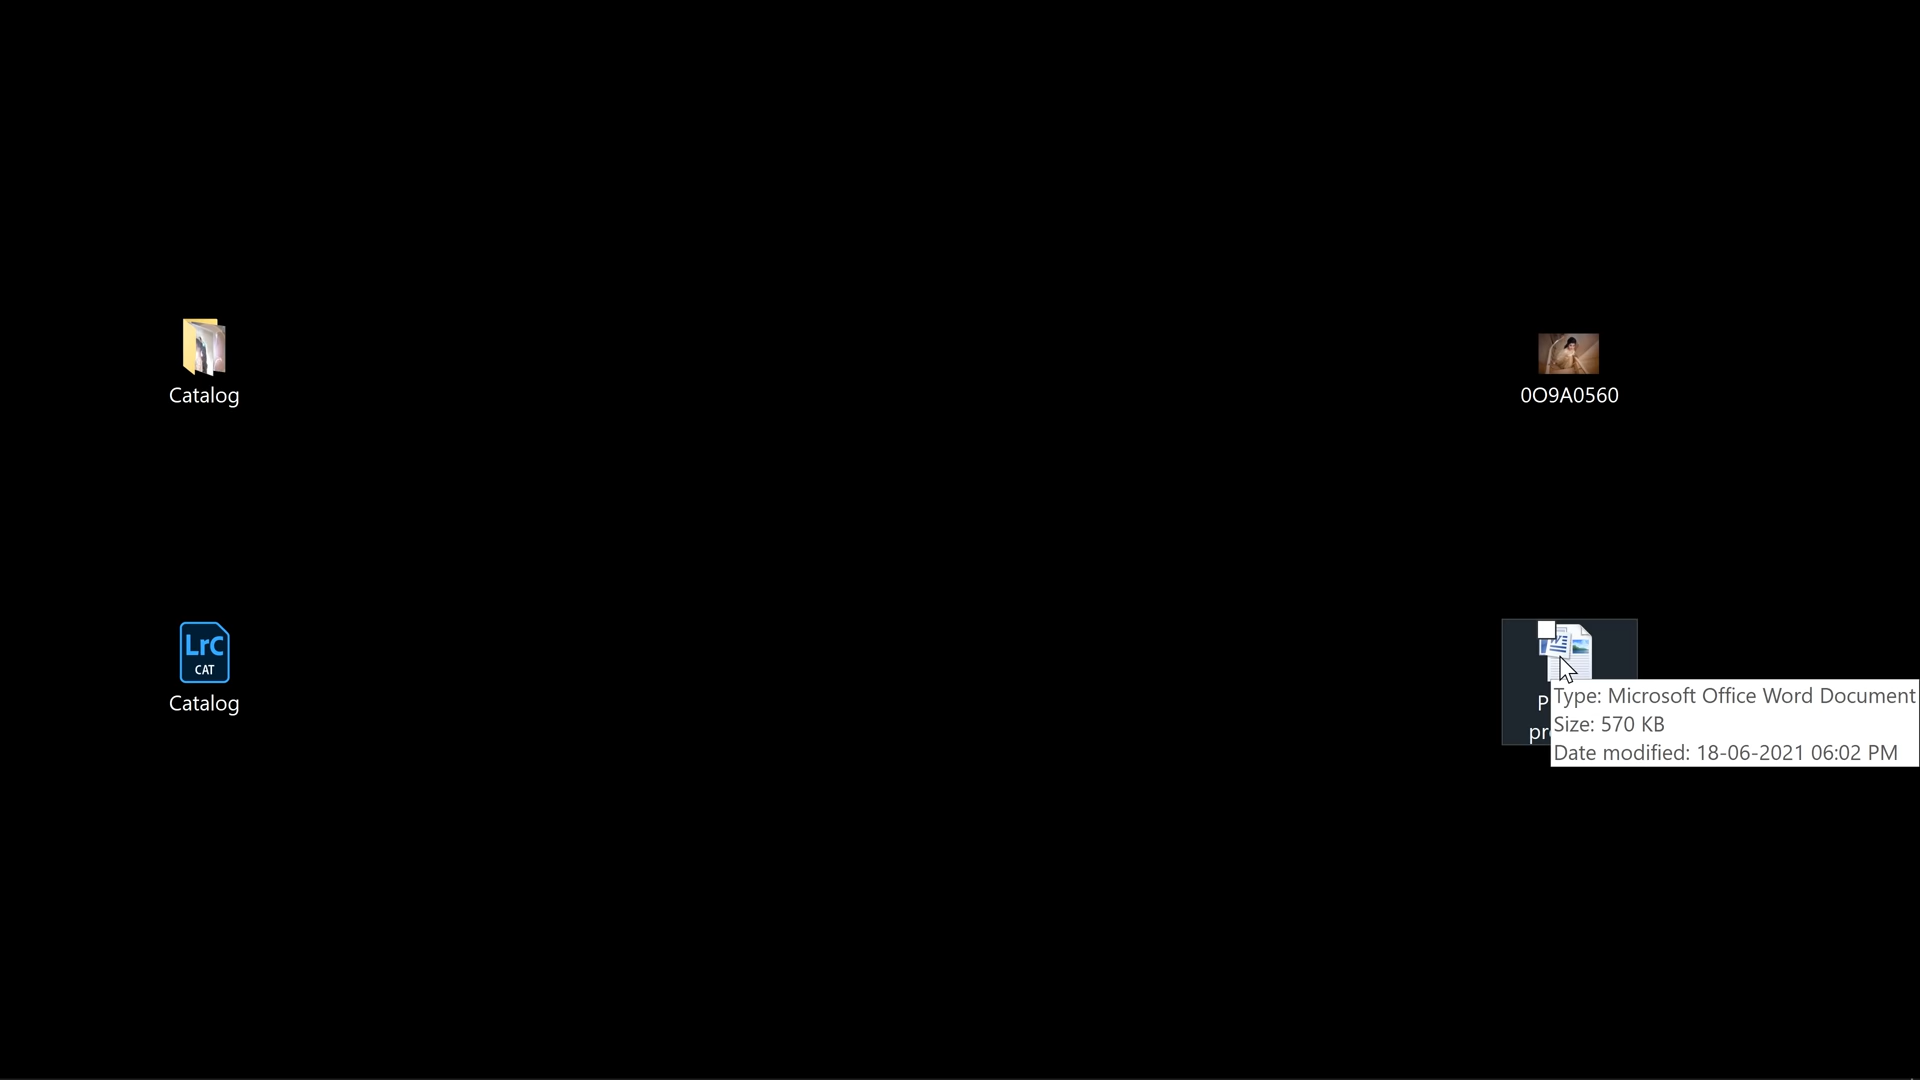 Catalog
0O9A0560
LrC
CAT
Catalog
Type: Microsoft Office Word Document
Size: 570 KB
Date modified: 18-06-2021 06:02 PM